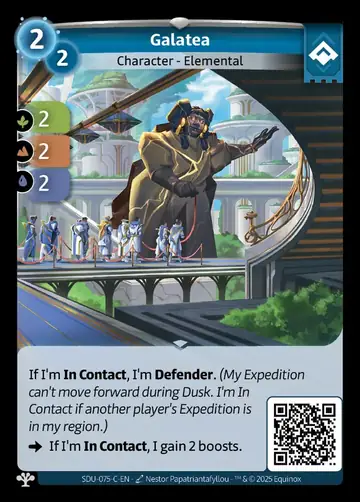 2
Galatea
2
Character - Elemental
2
2
2
If I'm In Contact, I'm Defender. (My Expedition
can't move forward during Dusk. I'm In
Contact if another player's Expedition is
in my region.)
If I'm In Contact, I gain 2 boosts.
SDU-075-C-EN - Nestor Papatriantafyllou - ™ & © 2025 Equinox